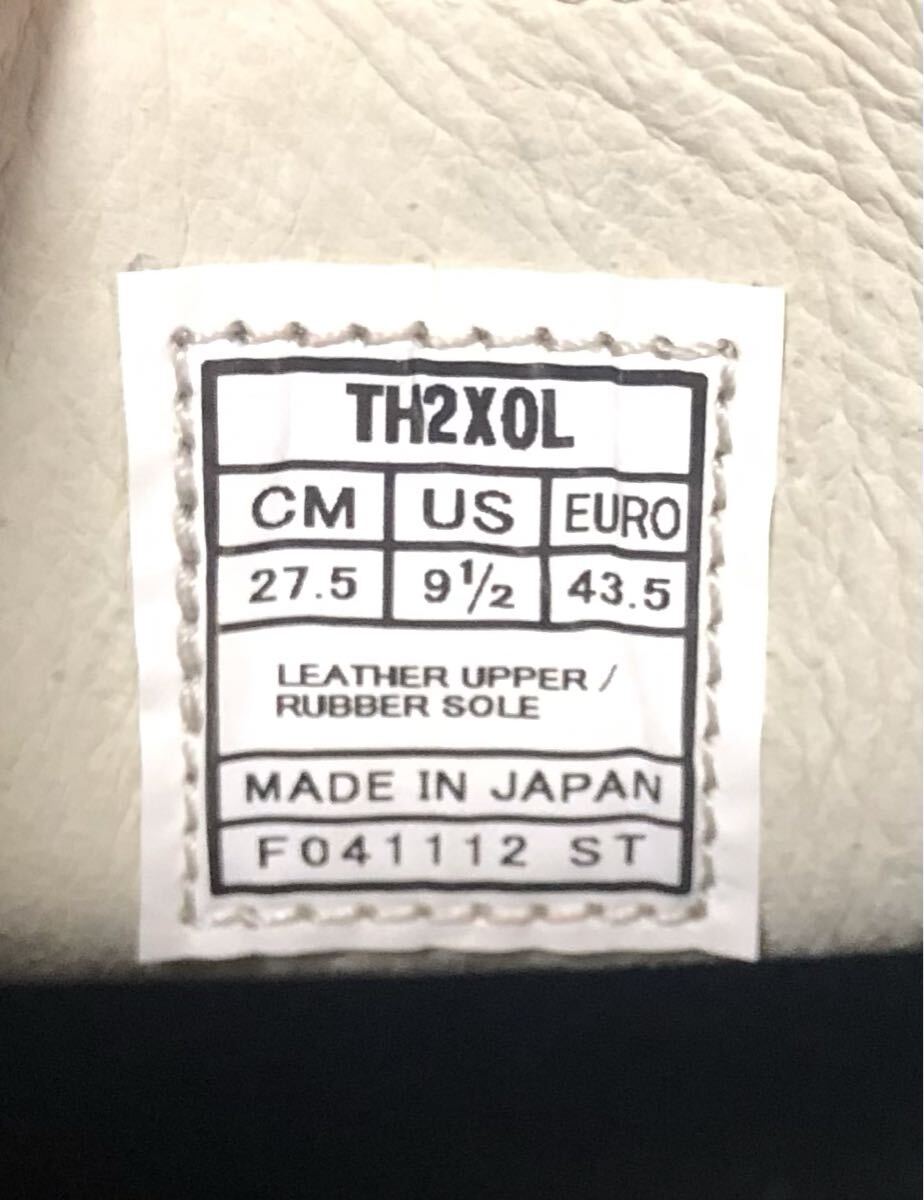 TH2X0L
CM US EURO
27.5 9½ 43.5
LEATHER UPPER /
RUBBER SOLE
MADE IN JAPAN
F041112 ST